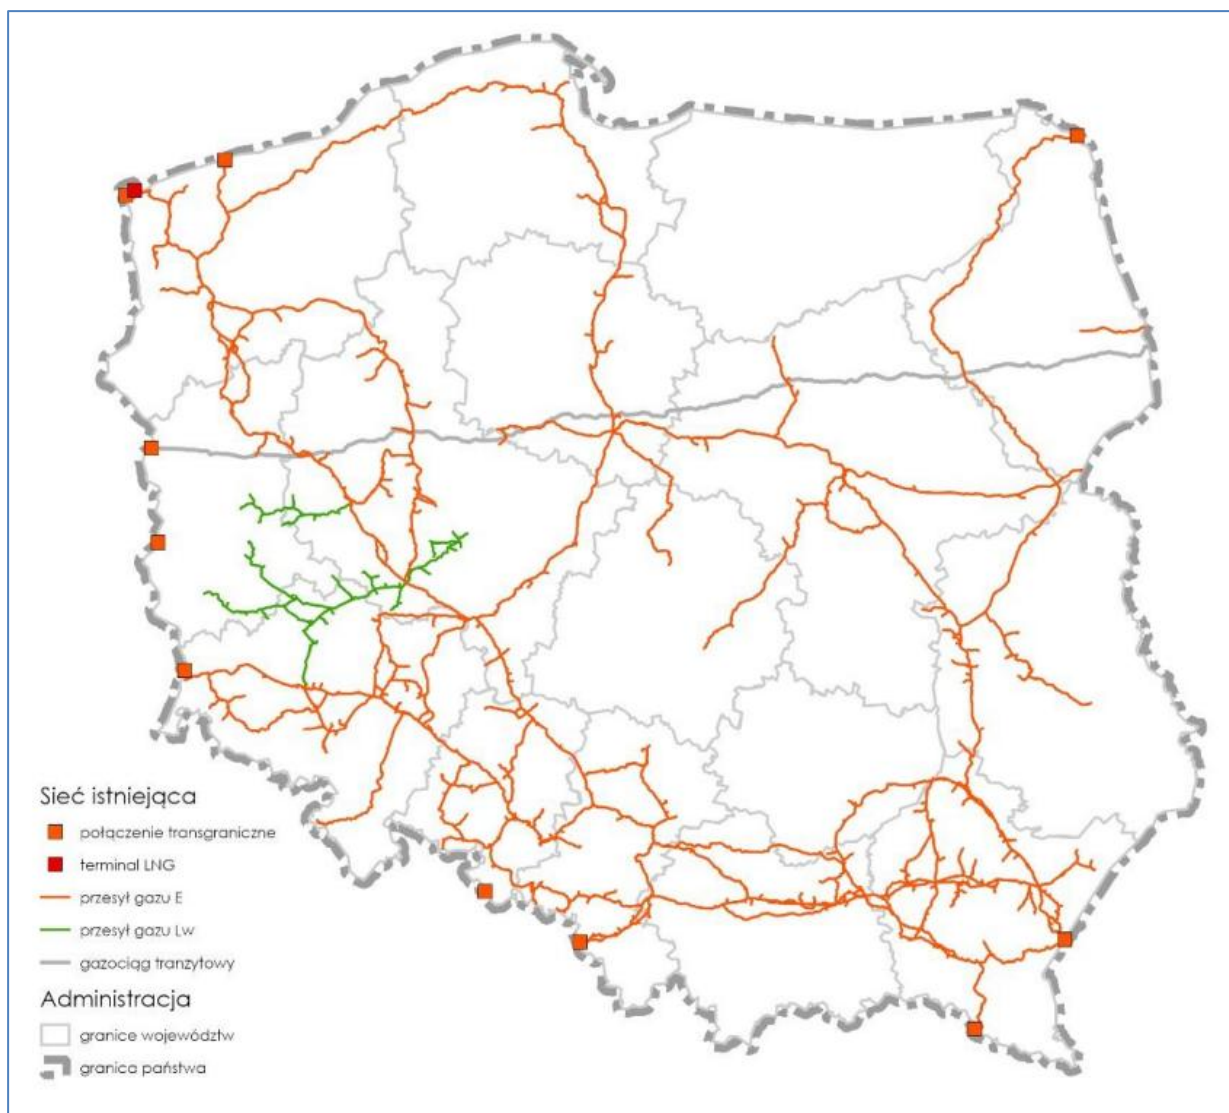 Sieć istniejąca
połączenie transgraniczne
terminal LNG
przesył gazu E
przesył gazu Lw
gazociąg tranzytowy
Administracja
granice województw
granica państwa